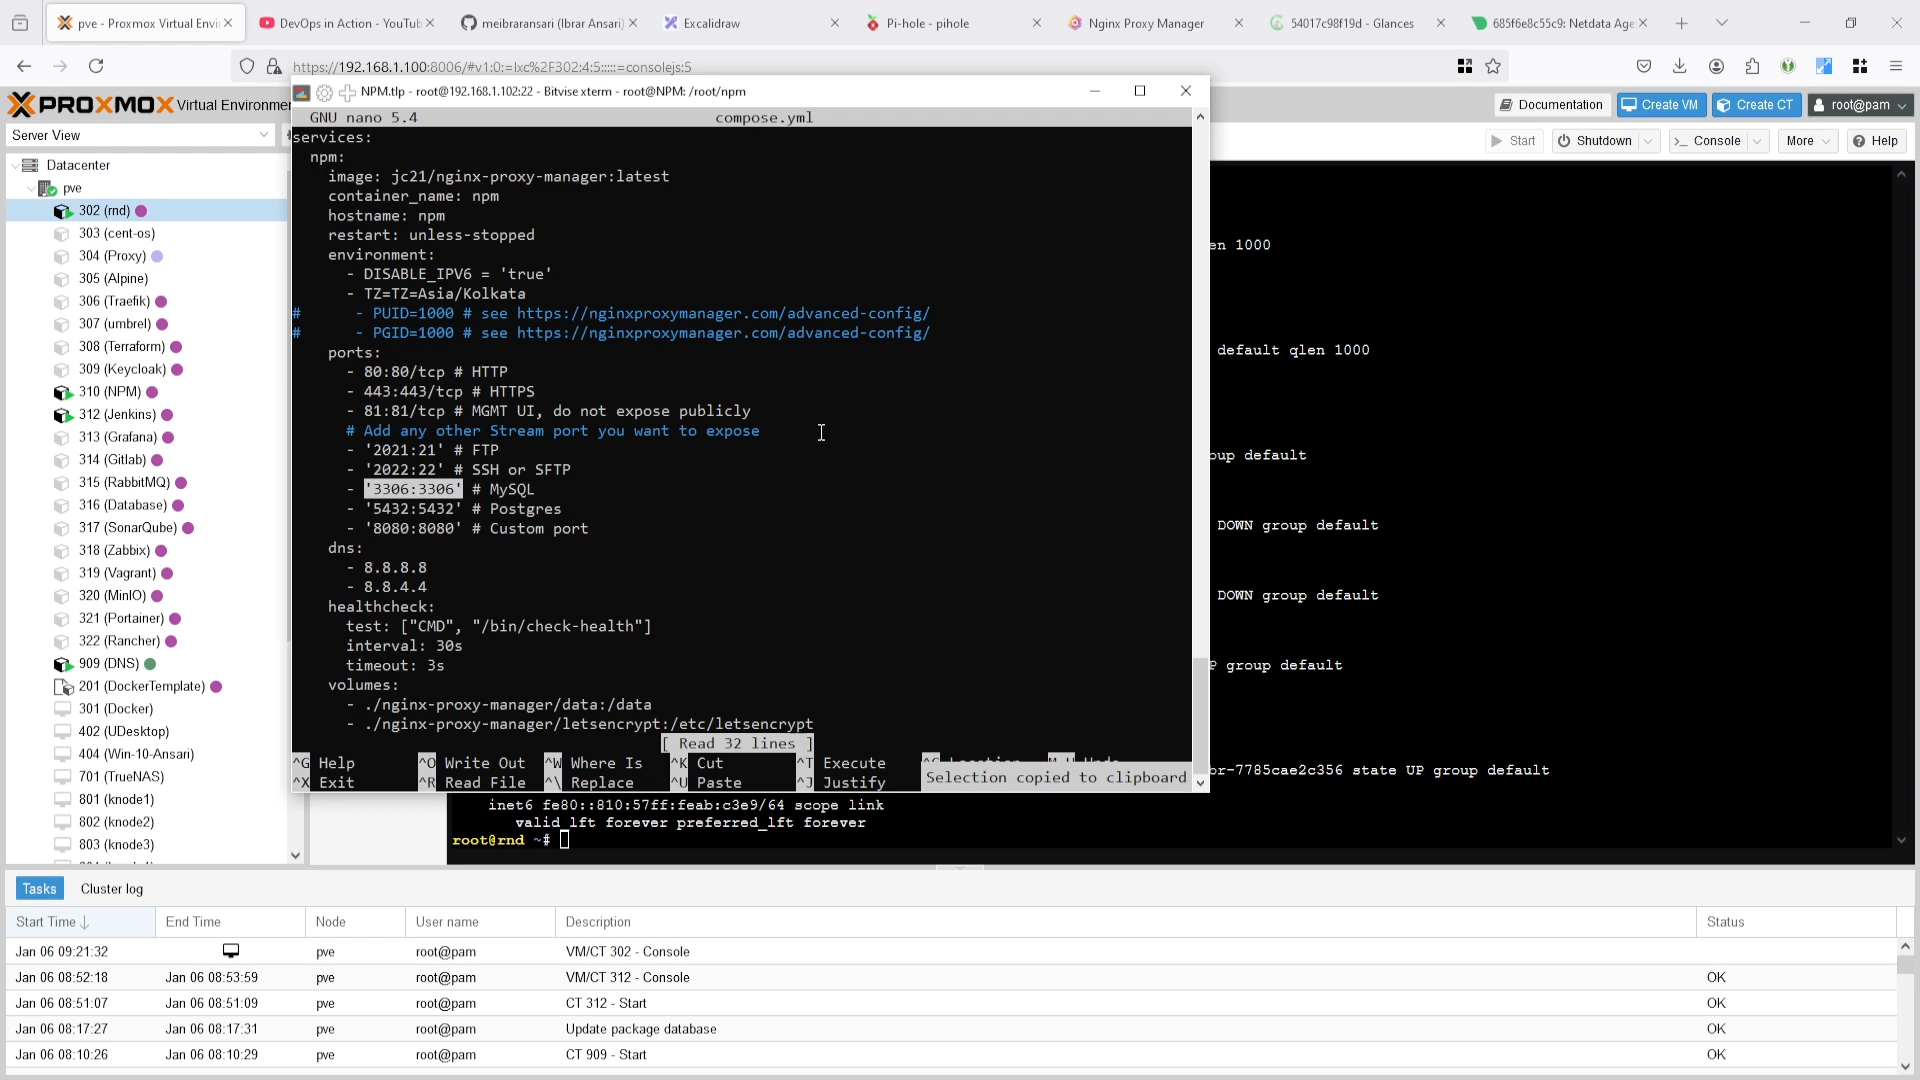 pve - Proxmox Virtual Envir
DevOps in Action - YouTub
meibraransari (Ibrar Ansari)
Excalidraw
Pi-hole - pihole
Nginx Proxy Manager
54017c98f19d - Glances
685f6e8c55c9: Netdata Age
https://192.168.1.100:8006/#v1:0:=lxc%2F302:4:5:::::=consolejs:5
PROXMOX Virtual Environmen
Documentation
Create VM
Create CT
root@pam
Server View
Start
Shutdown
Console
More
Help
Datacenter
pve
302 (rnd)
303 (cent-os)
304 (Proxy)
305 (Alpine)
306 (Traefik)
307 (umbrel)
308 (Terraform)
309 (Keycloak)
310 (NPM)
312 (Jenkins)
313 (Grafana)
314 (Gitlab)
315 (RabbitMQ)
316 (Database)
317 (SonarQube)
318 (Zabbix)
319 (Vagrant)
320 (MinIO)
321 (Portainer)
322 (Rancher)
909 (DNS)
201 (DockerTemplate)
301 (Docker)
402 (UDesktop)
404 (Win-10-Ansari)
701 (TrueNAS)
801 (knode1)
802 (knode2)
803 (knode3)
NPM.tlp - root@192.168.1.102:22 - Bitvise xterm - root@NPM: /root/npm
GNU nano 5.4 compose.yml
services:
npm:
image: jc21/nginx-proxy-manager:latest
container_name: npm
hostname: npm
restart: unless-stopped
environment:
- DISABLE_IPV6 = 'true'
- TZ=TZ=Asia/Kolkata
# - PUID=1000 # see https://nginxproxymanager.com/advanced-config/
# - PGID=1000 # see https://nginxproxymanager.com/advanced-config/
ports:
- 80:80/tcp # HTTP
- 443:443/tcp # HTTPS
- 81:81/tcp # MGMT UI, do not expose publicly
# Add any other Stream port you want to expose
- '2021:21' # FTP
- '2022:22' # SSH or SFTP
- '3306:3306' # MySQL
- '5432:5432' # Postgres
- '8080:8080' # Custom port
dns:
- 8.8.8.8
- 8.8.4.4
healthcheck:
test: ["CMD", "/bin/check-health"]
interval: 30s
timeout: 3s
volumes:
- ./nginx-proxy-manager/data:/data
- ./nginx-proxy-manager/letsencrypt:/etc/letsencrypt
[ Read 32 lines ]
^G Help ^O Write Out ^W Where Is ^K Cut ^T Execute
^X Exit ^R Read File ^\ Replace ^U Paste ^J Justify
Selection copied to clipboard
en 1000
default qlen 1000
oup default
DOWN group default
DOWN group default
P group default
br-7785cae2c356 state UP group default
inet6 fe80::810:57ff:feab:c3e9/64 scope link
valid_lft forever preferred_lft forever
root@rnd ~#
Tasks
Cluster log
Start Time End Time Node User name Description Status
Jan 06 09:21:32 pve root@pam VM/CT 302 - Console
Jan 06 08:52:18 Jan 06 08:53:59 pve root@pam VM/CT 312 - Console OK
Jan 06 08:51:07 Jan 06 08:51:09 pve root@pam CT 312 - Start OK
Jan 06 08:17:27 Jan 06 08:17:31 pve root@pam Update package database OK
Jan 06 08:10:26 Jan 06 08:10:29 pve root@pam CT 909 - Start OK